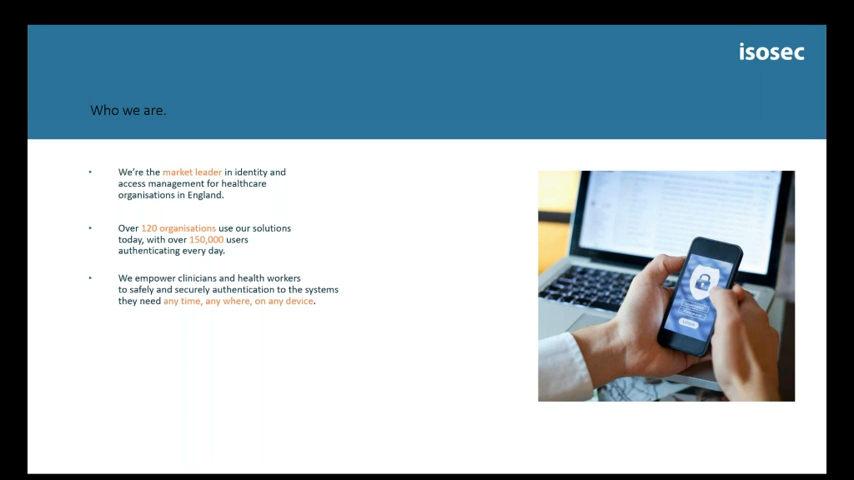 isosec
Who we are.
• We're the market leader in identity and
access management for healthcare
organisations in England.
• Over 120 organisations use our solutions
today, with over 150,000 users
authenticating every day.
• We empower clinicians and health workers
to safely and securely authentication to the systems
they need any time, any where, on any device.